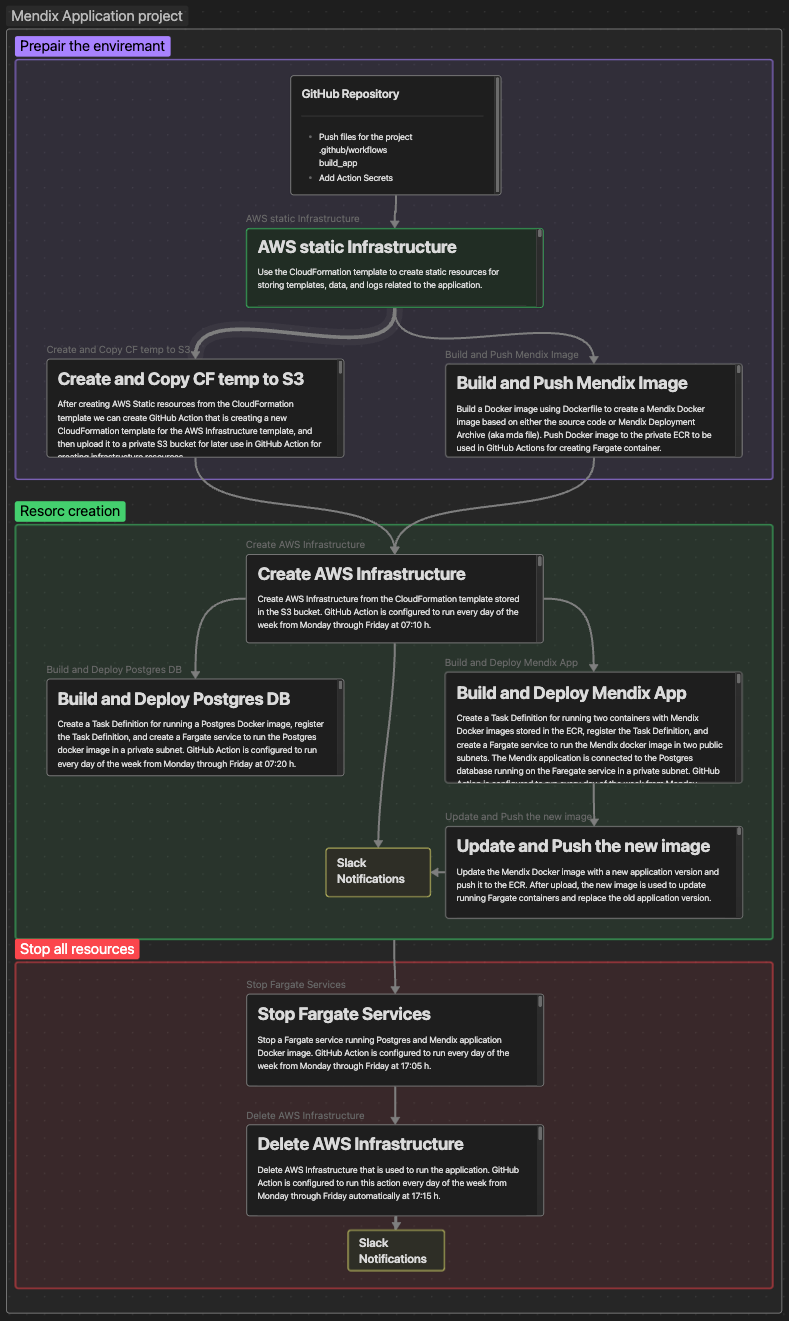 Mendix Application project
Prepair the enviremant
GitHub Repository
Push files for the project
.github/workflows
build_app
Add Action Secrets
AWS static Infrastructure
AWS static Infrastructure
Use the CloudFormation template to create static resources for
storing templates, data, and logs related to the application.
Create and Copy CF temp to S3
Create and Copy CF temp to S3
After creating AWS Static resources from the CloudFormation
template we can create GitHub Action that is creating a new
CloudFormation template for the AWS Infrastructure template, and
then upload it to a private S3 bucket for later use in GitHub Action for
creating infrastructure resources.
Build and Push Mendix Image
Build and Push Mendix Image
Build a Docker image using Dockerfile to create a Mendix Docker
image based on either the source code or Mendix Deployment
Archive (aka mda file). Push Docker image to the private ECR to be
used in GitHub Actions for creating Fargate container.
Resorc creation
Create AWS Infrastructure
Create AWS Infrastructure
Create AWS Infrastructure from the CloudFormation template stored
in the S3 bucket. GitHub Action is configured to run every day of the
week from Monday through Friday at 07:10 h.
Build and Deploy Postgres DB
Build and Deploy Postgres DB
Create a Task Definition for running a Postgres Docker image, register
the Task Definition, and create a Fargate service to run the Postgres
docker image in a private subnet. GitHub Action is configured to run
every day of the week from Monday through Friday at 07:20 h.
Build and Deploy Mendix App
Build and Deploy Mendix App
Create a Task Definition for running two containers with Mendix
Docker images stored in the ECR, register the Task Definition, and
create a Fargate service to run the Mendix docker image in two public
subnets. The Mendix application is connected to the Postgres
database running on the Faregate service in a private subnet. GitHub
Action is configured to run every day of the week from Monday
Update and Push the new image
Update and Push the new image
Update the Mendix Docker image with a new application version and
push it to the ECR. After upload, the new image is used to update
running Fargate containers and replace the old application version.
Slack
Notifications
Stop all resources
Stop Fargate Services
Stop Fargate Services
Stop a Fargate service running Postgres and Mendix application
Docker image. GitHub Action is configured to run every day of the
week from Monday through Friday at 17:05 h.
Delete AWS Infrastructure
Delete AWS Infrastructure
Delete AWS Infrastructure that is used to run the application. GitHub
Action is configured to run this action every day of the week from
Monday through Friday automatically at 17:15 h.
Slack
Notifications